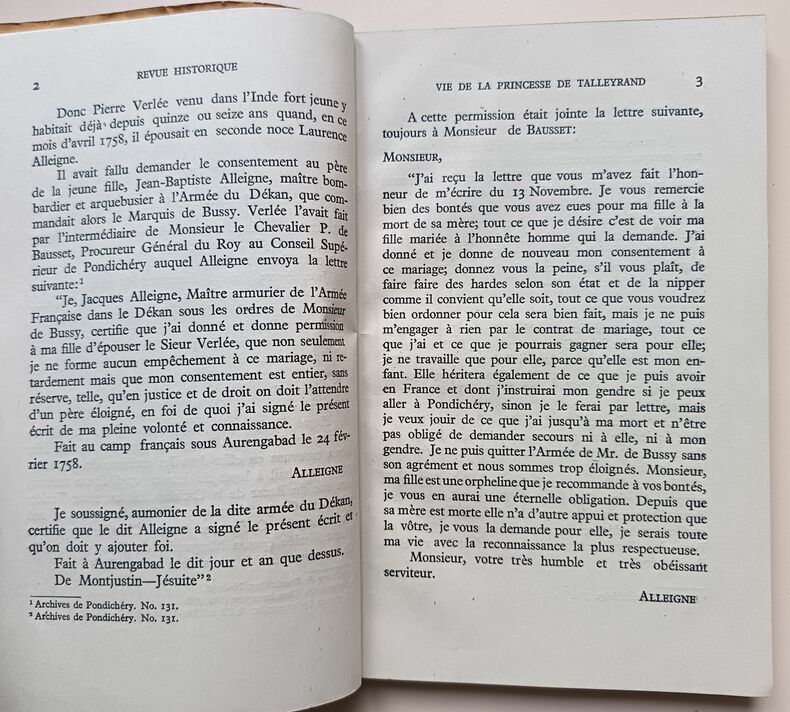 2
REVUE HISTORIQUE
Donc Pierre Verlée venu dans l'Inde fort jeune y
habitait déjà depuis quinze ou seize ans quand, en ce
mois d'avril 1758, il épousait en seconde noce Laurence
Alleigne.
Il avait fallu demander le consentement au père
de la jeune fille, Jean-Baptiste Alleigne, maître bom-
bardier et arquebusier à l'Armée du Dékan, que com-
mandait alors le Marquis de Bussy. Verlée l'avait fait
par l'intermédiaire de Monsieur le Chevalier P. de
Bausset, Procureur Général du Roy au Conseil Supé-
rieur de Pondichéry auquel Alleigne envoya la lettre
suivante:¹
"Je, Jacques Alleigne, Maître armurier de l'Armée
Française dans le Dékan sous les ordres de Monsieur
de Bussy, certifie que j'ai donné et donne permission
à ma fille d'épouser le Sieur Verlée, que non seulement
je ne forme aucun empêchement à ce mariage, ni re-
tardement mais que mon consentement est entier, sans
réserve, telle, qu'en justice et de droit on doit l'attendre
d'un père éloigné, en foi de quoi j'ai signé le présent
écrit de ma pleine volonté et connaissance.
Fait au camp français sous Aurengabad le 24 fév-
rier 1758.
ALLEIGNE
Je soussigné, aumonier de la dite armée du Dékan,
certifie que le dit Alleigne a signé le présent écrit et
qu'on doit y ajouter foi.
Fait à Aurengabad le dit jour et an que dessus.
De Montjustin—Jésuite"²
¹ Archives de Pondichéry. No. 131.
² Archives de Pondichéry. No. 131.
VIE DE LA PRINCESSE DE TALLEYRAND
3
A cette permission était jointe la lettre suivante,
toujours à Monsieur de BAUSSET:
MONSIEUR,
"J'ai reçu la lettre que vous m'avez fait l'hon-
neur de m'écrire du 13 Novembre. Je vous remercie
bien des bontés que vous avez eues pour ma fille à la
mort de sa mère; tout ce que je désire c'est de voir ma
fille mariée à l'honnête homme qui la demande. J'ai
donné et je donne de nouveau mon consentement à
ce mariage; donnez vous la peine, s'il vous plaît, de
faire faire des hardes selon son état et de la nipper
comme il convient qu'elle soit, tout ce que vous voudrez
bien ordonner pour cela sera bien fait, mais je ne puis
m'engager à rien par le contrat de mariage, tout ce
que j'ai et ce que je pourrais gagner sera pour elle;
je ne travaille que pour elle, parce qu'elle est mon en-
fant. Elle héritera également de ce que je puis avoir
en France et dont j'instruirai mon gendre si je peux
aller à Pondichéry, sinon je le ferai par lettre, mais
je veux jouir de ce que j'ai jusqu'à ma mort et n'être
pas obligé de demander secours ni à elle, ni à mon
gendre. Je ne puis quitter l'Armée de Mr. de Bussy sans
son agrément et nous sommes trop éloignés. Monsieur,
ma fille est une orpheline que je recommande à vos bontés,
je vous en aurai une éternelle obligation. Depuis que
sa mère est morte elle n'a d'autre appui et protection que
la vôtre, je vous la demande pour elle, je serais toute
ma vie avec la reconnaissance la plus respectueuse.
Monsieur, votre très humble et très obéissant
serviteur.
ALLEIGNE